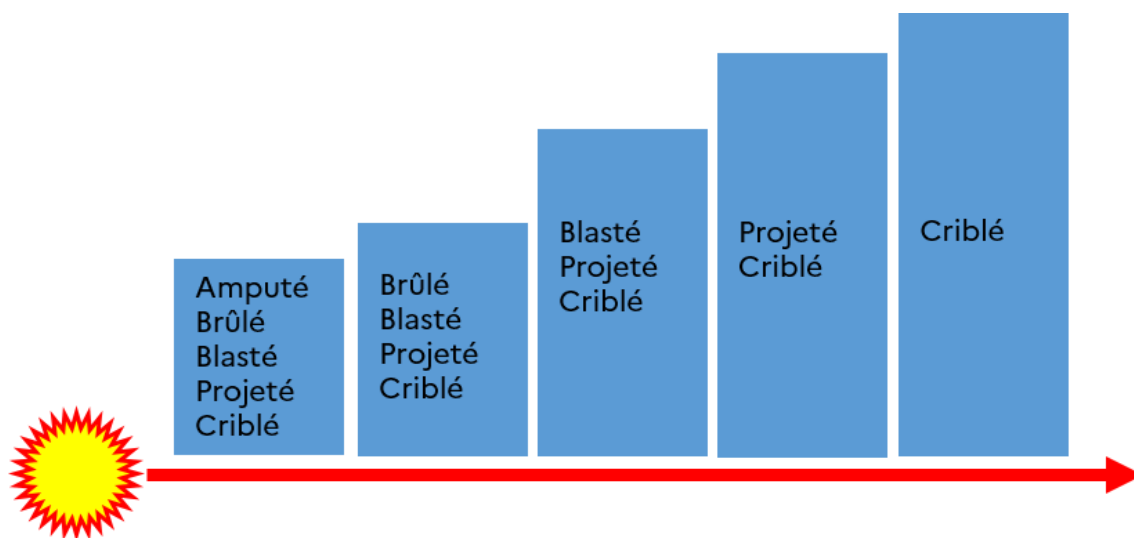 Amputé
Brûlé
Blasté
Projeté
Criblé
Brûlé
Blasté
Projeté
Criblé
Blasté
Projeté
Criblé
Projeté
Criblé
Criblé